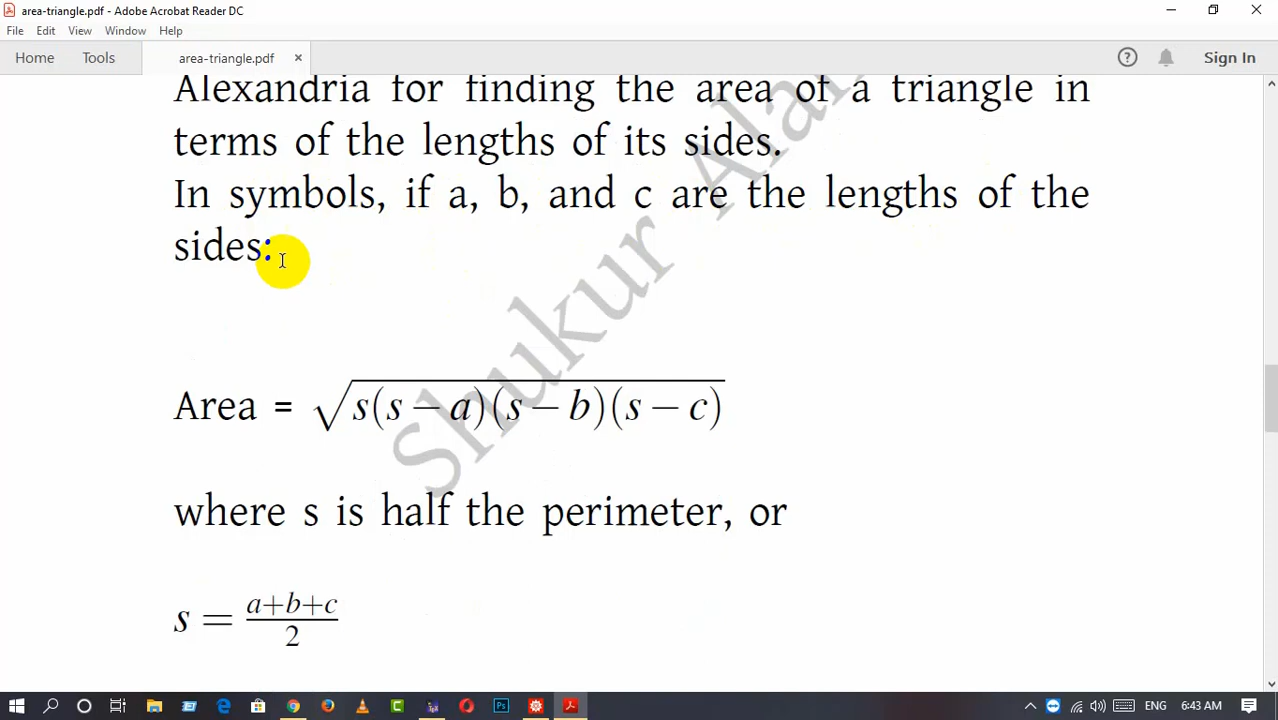 area-triangle.pdf - Adobe Acrobat Reader DC
File Edit View Window Help
Home Tools area-triangle.pdf × Sign In
Alexandria for finding the area of a triangle in
terms of the lengths of its sides.
In symbols, if a, b, and c are the lengths of the
sides:
Area = √s(s − a)(s − b)(s − c)
where s is half the perimeter, or
s = a+b+c
2
Shukur Alam
ENG 6:43 AM